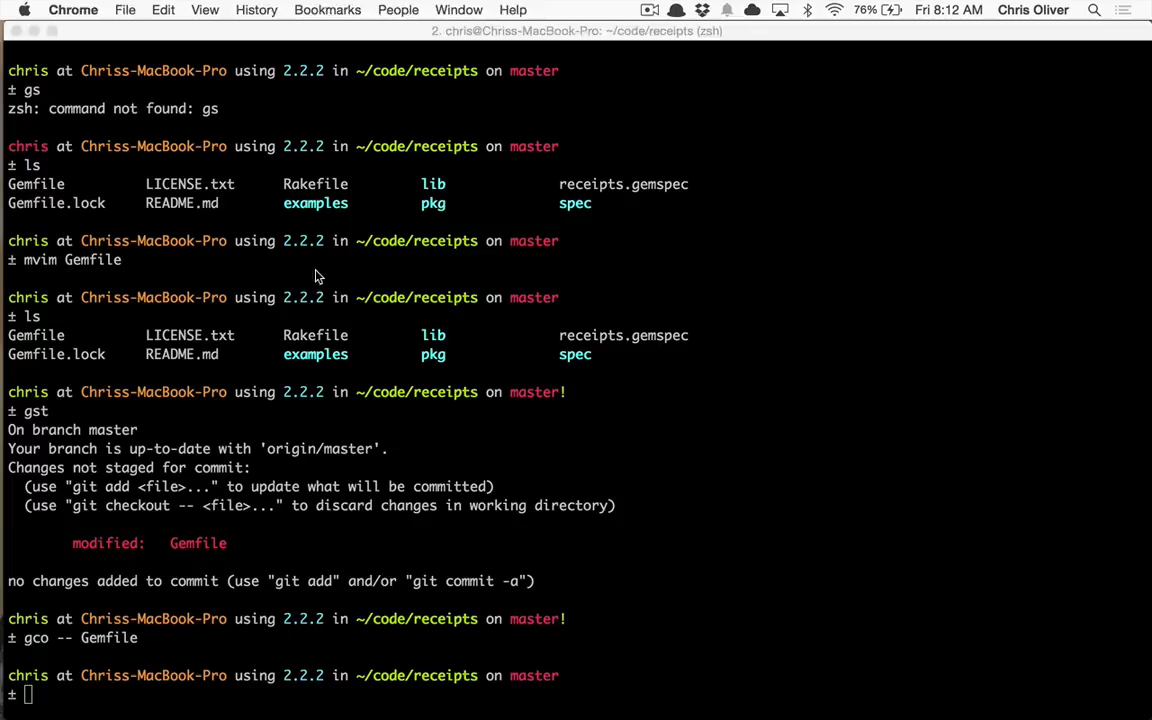 Chrome File Edit View History Bookmarks People Window Help 76% Fri 8:12 AM Chris Oliver
2. chris@Chriss-MacBook-Pro: ~/code/receipts (zsh)
chris at Chriss-MacBook-Pro using 2.2.2 in ~/code/receipts on master
± gs
zsh: command not found: gs
chris at Chriss-MacBook-Pro using 2.2.2 in ~/code/receipts on master
± ls
Gemfile LICENSE.txt Rakefile lib receipts.gemspec
Gemfile.lock README.md examples pkg spec
chris at Chriss-MacBook-Pro using 2.2.2 in ~/code/receipts on master
± mvim Gemfile
chris at Chriss-MacBook-Pro using 2.2.2 in ~/code/receipts on master
± ls
Gemfile LICENSE.txt Rakefile lib receipts.gemspec
Gemfile.lock README.md examples pkg spec
chris at Chriss-MacBook-Pro using 2.2.2 in ~/code/receipts on master!
± gst
On branch master
Your branch is up-to-date with 'origin/master'.
Changes not staged for commit:
(use "git add <file>..." to update what will be committed)
(use "git checkout -- <file>..." to discard changes in working directory)
modified: Gemfile
no changes added to commit (use "git add" and/or "git commit -a")
chris at Chriss-MacBook-Pro using 2.2.2 in ~/code/receipts on master!
± gco -- Gemfile
chris at Chriss-MacBook-Pro using 2.2.2 in ~/code/receipts on master
±